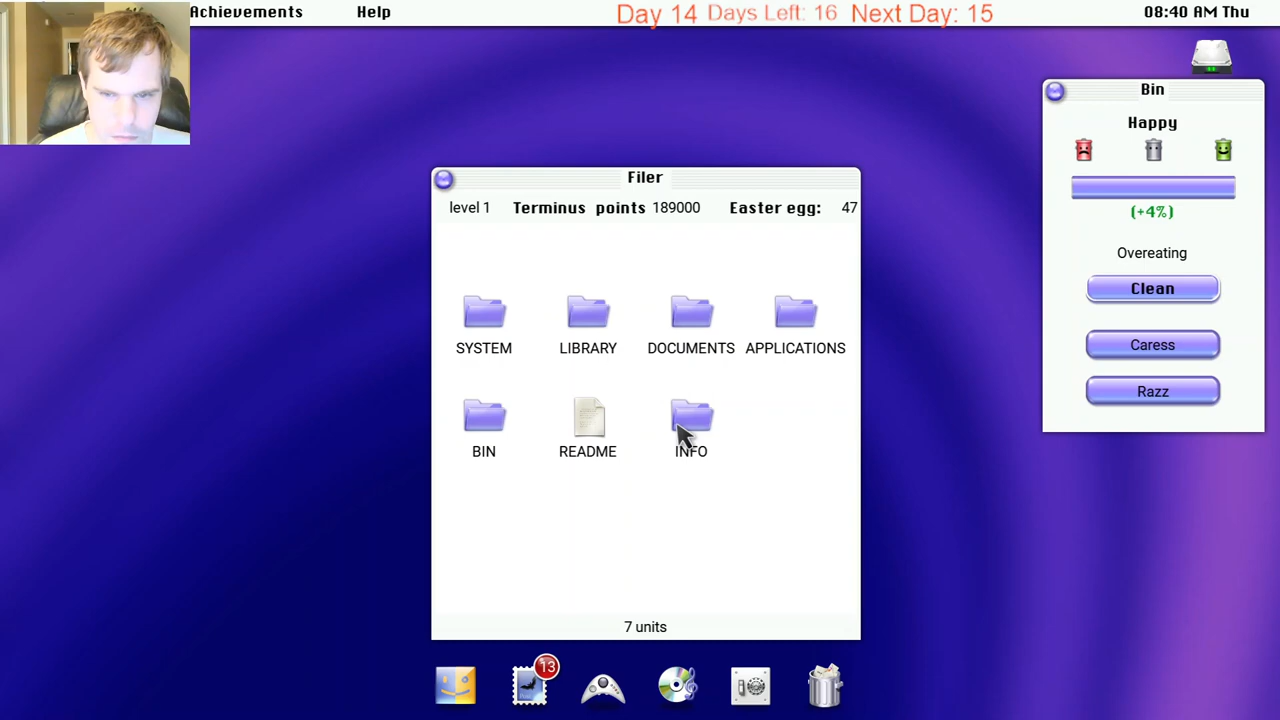 Achievements Help Day 14 Days Left: 16 Next Day: 15 08:40 AM Thu
Bin
Happy
(+4%)
Overeating
Clean
Caress
Razz
Filer
level 1 Terminus points 189000 Easter egg: 47
SYSTEM LIBRARY DOCUMENTS APPLICATIONS
BIN README INFO
7 units
13